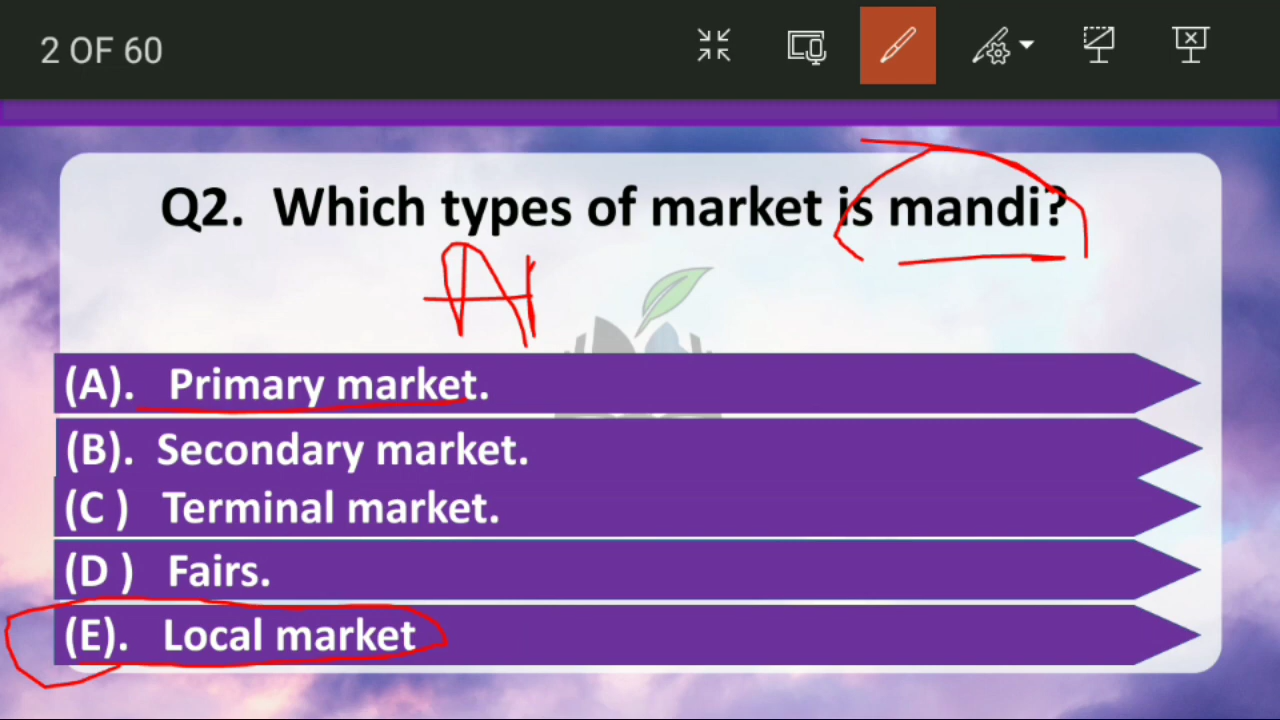 2 OF 60
Q2. Which types of market is mandi?
A
(A). Primary market.
(B). Secondary market.
(C ) Terminal market.
(D ) Fairs.
(E). Local market